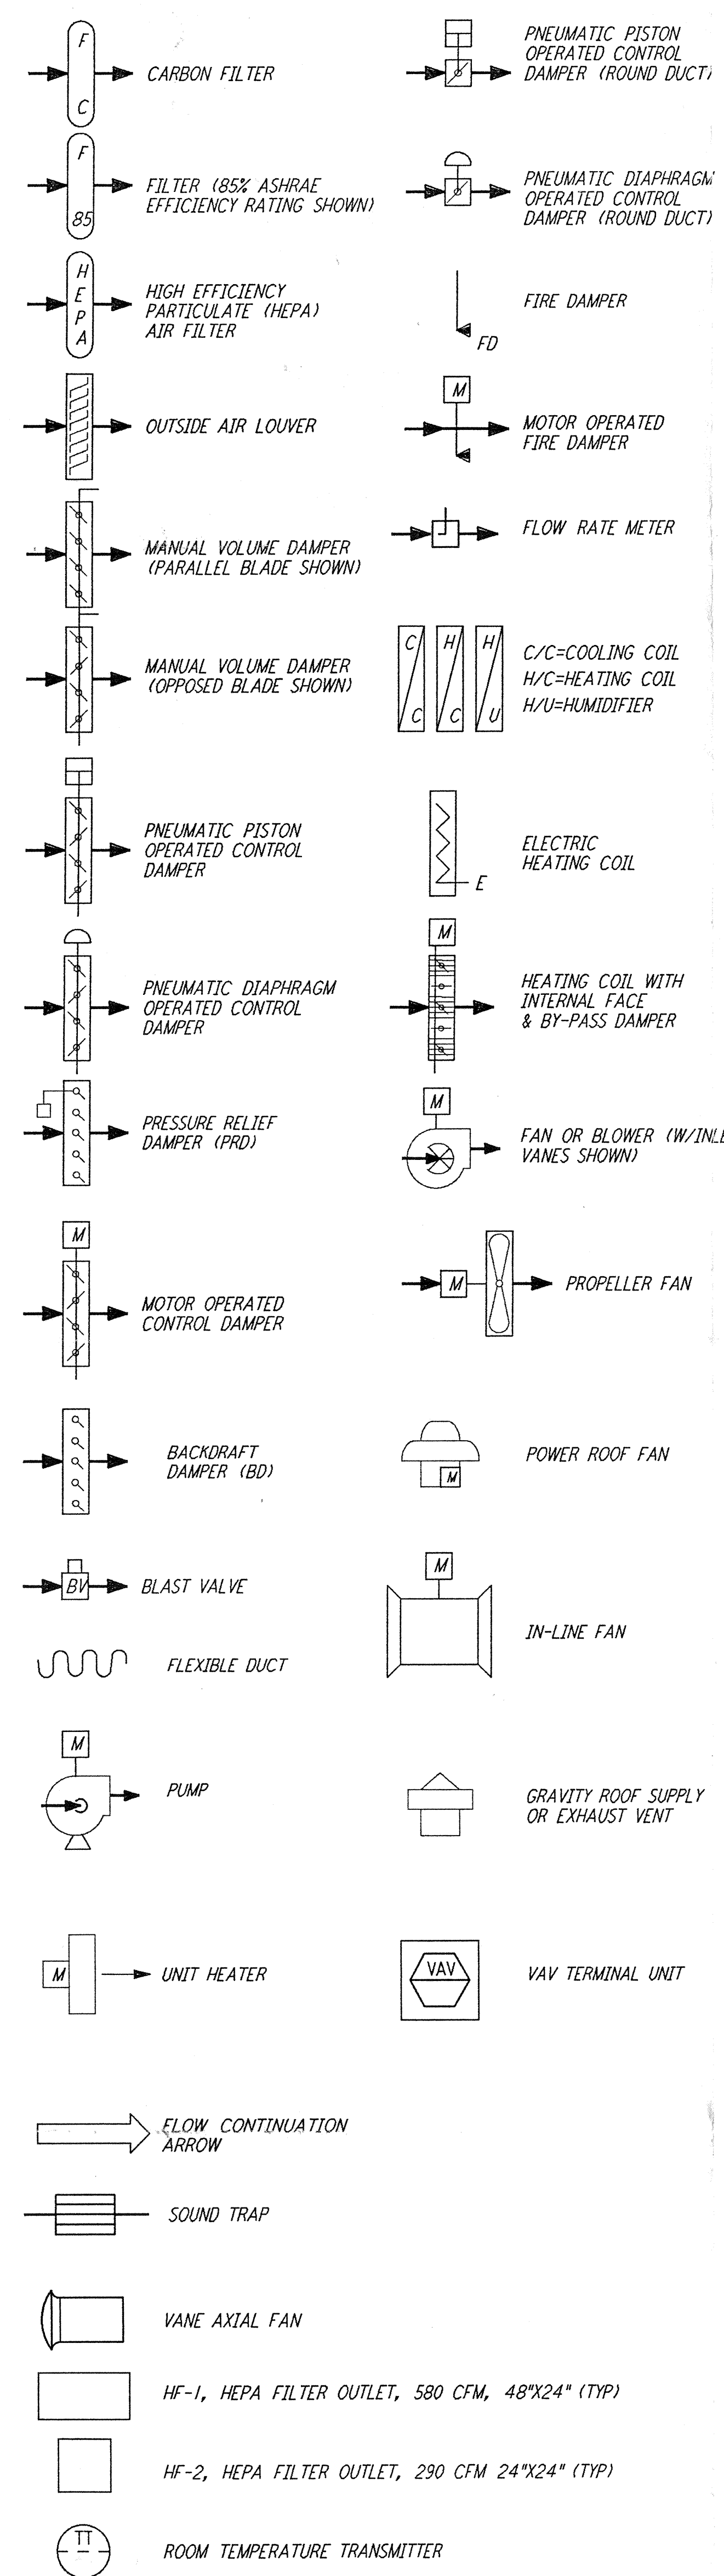 F
C
CARBON FILTER
F
85
FILTER (85% ASHRAE
EFFICIENCY RATING SHOWN)
H
E
P
A
HIGH EFFICIENCY
PARTICULATE (HEPA)
AIR FILTER
OUTSIDE AIR LOUVER
MANUAL VOLUME DAMPER
(PARALLEL BLADE SHOWN)
MANUAL VOLUME DAMPER
(OPPOSED BLADE SHOWN)
PNEUMATIC PISTON
OPERATED CONTROL
DAMPER
PNEUMATIC DIAPHRAGM
OPERATED CONTROL
DAMPER
PRESSURE RELIEF
DAMPER (PRD)
M
MOTOR OPERATED
CONTROL DAMPER
BACKDRAFT
DAMPER (BD)
BV
BLAST VALVE
FLEXIBLE DUCT
M
PUMP
M
UNIT HEATER
FLOW CONTINUATION
ARROW
SOUND TRAP
VANE AXIAL FAN
HF-1, HEPA FILTER OUTLET, 580 CFM, 48"X24" (TYP)
HF-2, HEPA FILTER OUTLET, 290 CFM 24"X24" (TYP)
TT
ROOM TEMPERATURE TRANSMITTER
PNEUMATIC PISTON
OPERATED CONTROL
DAMPER (ROUND DUCT)
PNEUMATIC DIAPHRAGM
OPERATED CONTROL
DAMPER (ROUND DUCT)
FIRE DAMPER
FD
M
MOTOR OPERATED
FIRE DAMPER
FLOW RATE METER
C H H
C C U
C/C=COOLING COIL
H/C=HEATING COIL
H/U=HUMIDIFIER
ELECTRIC
HEATING COIL
E
M
HEATING COIL WITH
INTERNAL FACE
& BY-PASS DAMPER
M
FAN OR BLOWER (W/INLE
VANES SHOWN)
M
PROPELLER FAN
M
POWER ROOF FAN
M
IN-LINE FAN
GRAVITY ROOF SUPPLY
OR EXHAUST VENT
VAV
VAV TERMINAL UNIT